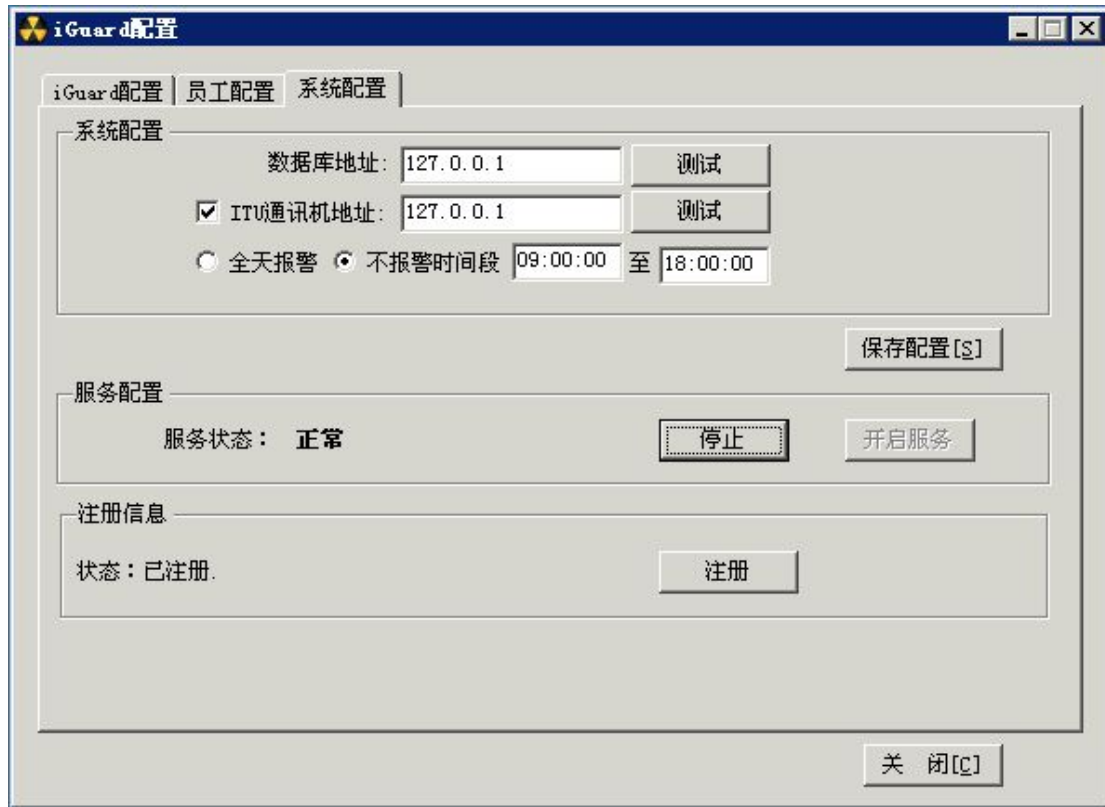 iGuard配置
iGuard配置 员工配置 系统配置
系统配置
数据库地址: 127.0.0.1 测试
ITU通讯机地址: 127.0.0.1 测试
全天报警 不报警时间段 09:00:00 至 18:00:00
保存配置[S]
服务配置
服务状态： 正常 停止 开启服务
注册信息
状态：已注册. 注册
关 闭[C]